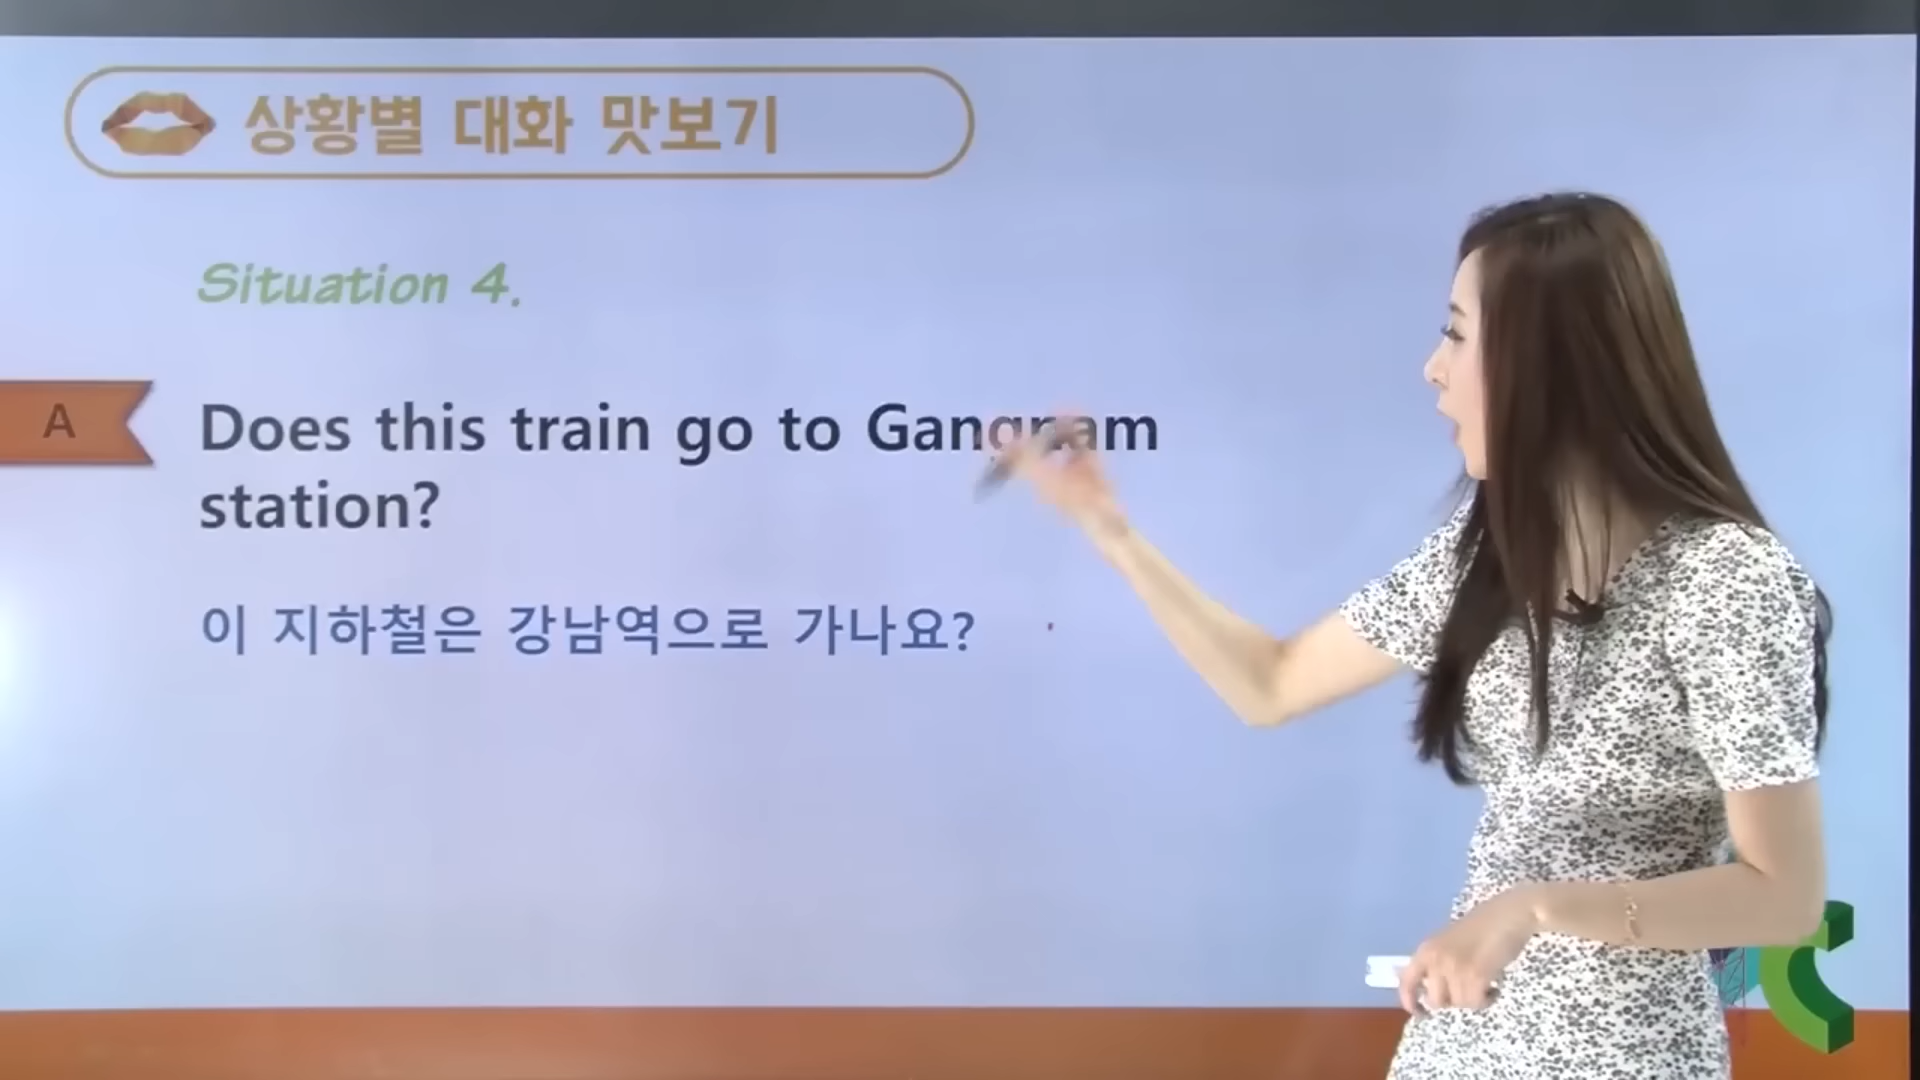 상황별 대화 맛보기
Situation 4.
A
Does this train go to Gangnam
station?
이 지하철은 강남역으로 가나요?